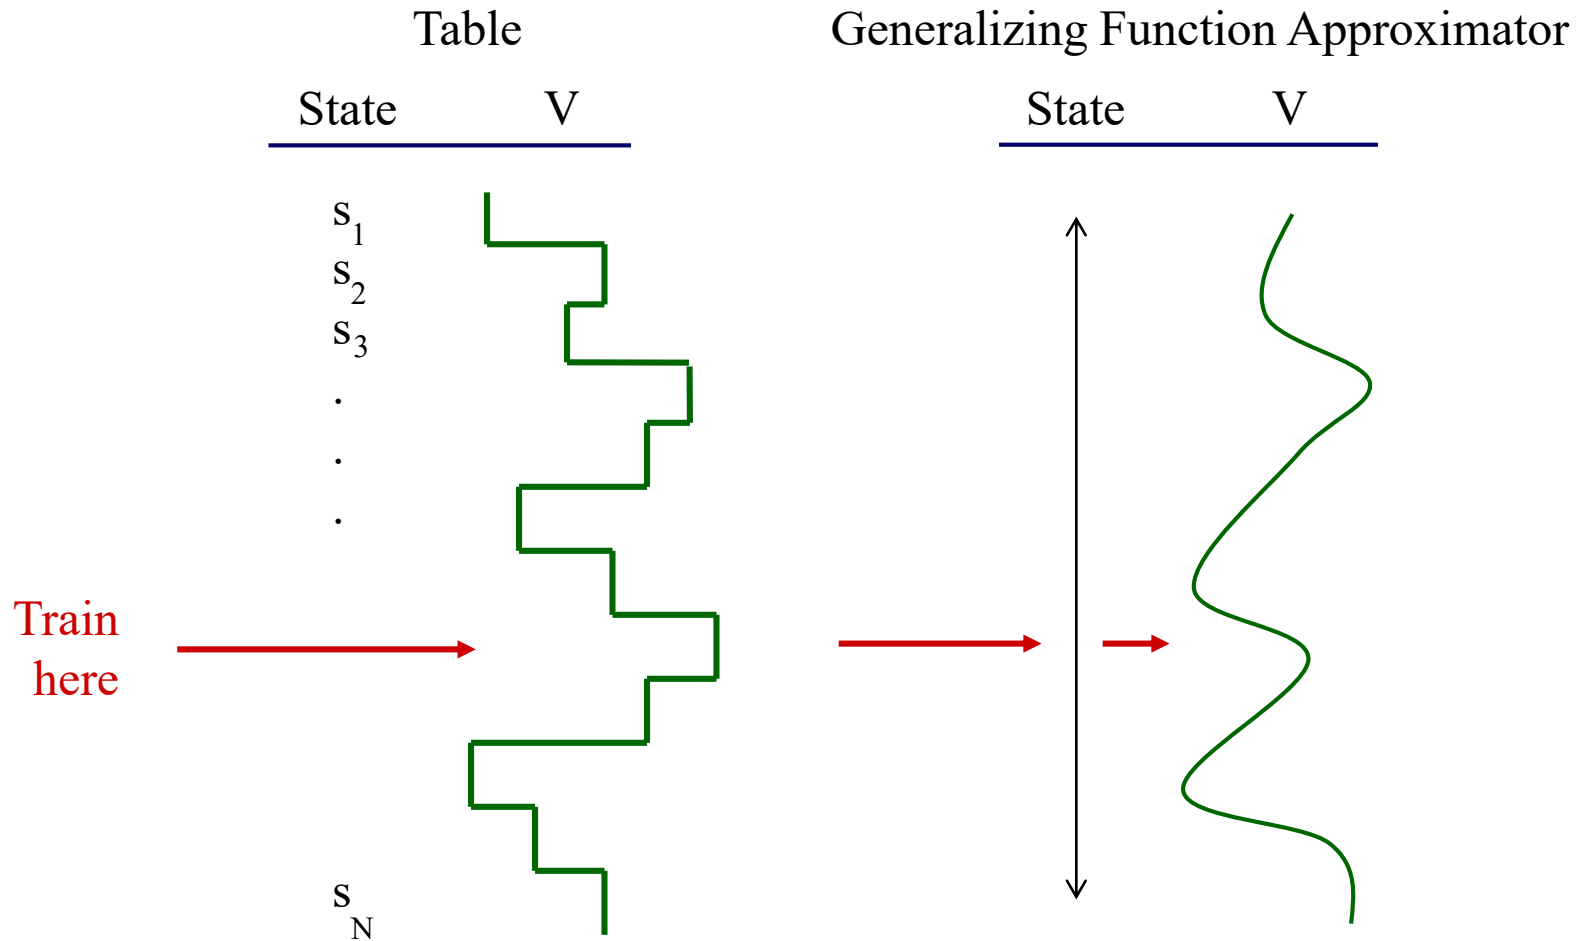 Table
Generalizing Function Approximator
State V
State V
s1
s2
s3
.
.
.
Train
here
sN